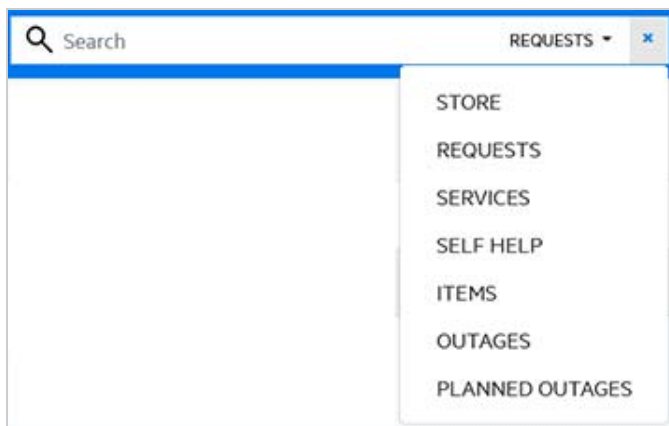 Search REQUESTS
STORE
REQUESTS
SERVICES
SELF HELP
ITEMS
OUTAGES
PLANNED OUTAGES